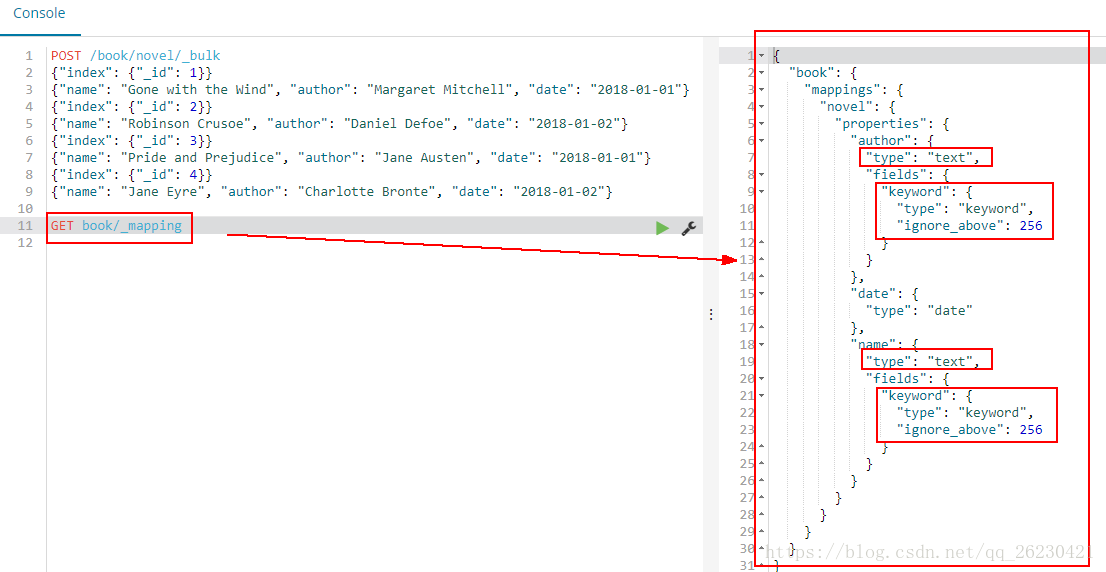 Console
1 POST /book/novel/_bulk
2 {"index": {"_id": 1}}
3 {"name": "Gone with the Wind", "author": "Margaret Mitchell", "date": "2018-01-01"}
4 {"index": {"_id": 2}}
5 {"name": "Robinson Crusoe", "author": "Daniel Defoe", "date": "2018-01-02"}
6 {"index": {"_id": 3}}
7 {"name": "Pride and Prejudice", "author": "Jane Austen", "date": "2018-01-01"}
8 {"index": {"_id": 4}}
9 {"name": "Jane Eyre", "author": "Charlotte Bronte", "date": "2018-01-02"}
10
11 GET book/_mapping
12
1 {
2 "book": {
3 "mappings": {
4 "novel": {
5 "properties": {
6 "author": {
7 "type": "text",
8 "fields": {
9 "keyword": {
10 "type": "keyword",
11 "ignore_above": 256
12 }
13 }
14 },
15 "date": {
16 "type": "date"
17 },
18 "name": {
19 "type": "text",
20 "fields": {
21 "keyword": {
22 "type": "keyword",
23 "ignore_above": 256
24 }
25 }
26 }
27 }
28 }
29 }
30 }
31 }
https://blog.csdn.net/qq_26230421